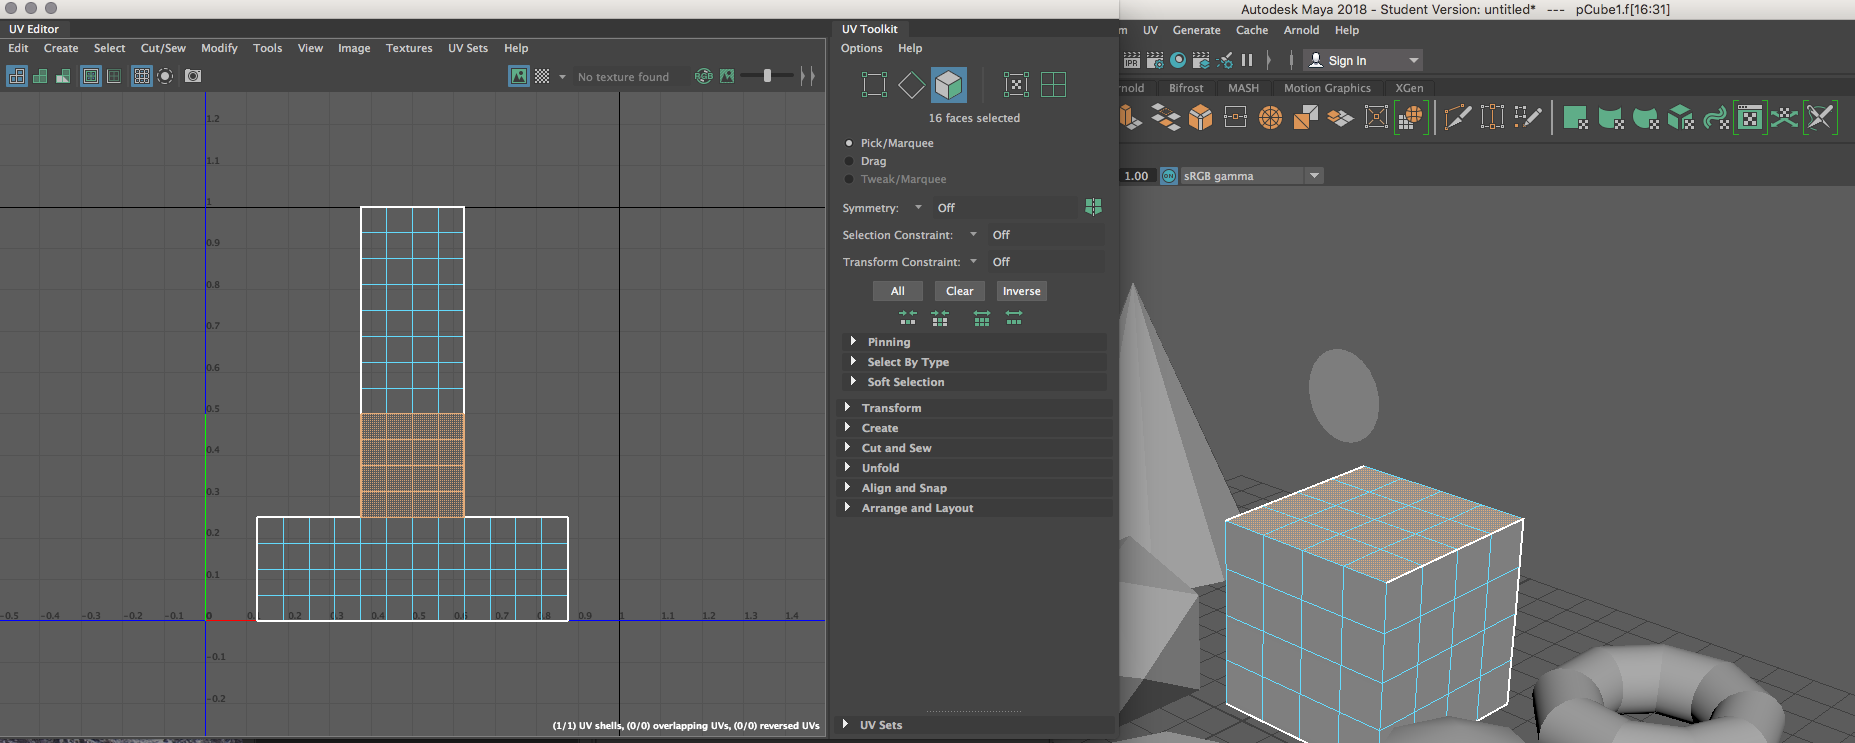 Autodesk Maya 2018 - Student Version: untitled* --- pCube1.f[16:31]
UV Editor
UV Toolkit
m UV Generate Cache Arnold Help
Edit Create Select Cut/Sew Modify Tools View Image Textures UV Sets Help
Options Help
IPR
Sign In
No texture found
RGB
nold Bifrost MASH Motion Graphics XGen
16 faces selected
Pick/Marquee
Drag
Tweak/Marquee
1.00 ON sRGB gamma
Symmetry: Off
Selection Constraint: Off
Transform Constraint: Off
All Clear Inverse
Pinning
Select By Type
Soft Selection
Transform
Create
Cut and Sew
Unfold
Align and Snap
Arrange and Layout
UV Sets
1.2
1.1
1
0.9
0.8
0.7
0.6
0.5
0.4
0.3
0.2
0.1
-0.5 -0.4 -0.3 -0.2 -0.1 0 0.2 0.3 0.4 0.5 0.6 0.7 0.8 0.9 1 1.1 1.2 1.3 1.4
-0.1
-0.2
(1/1) UV shells, (0/0) overlapping UVs, (0/0) reversed UVs